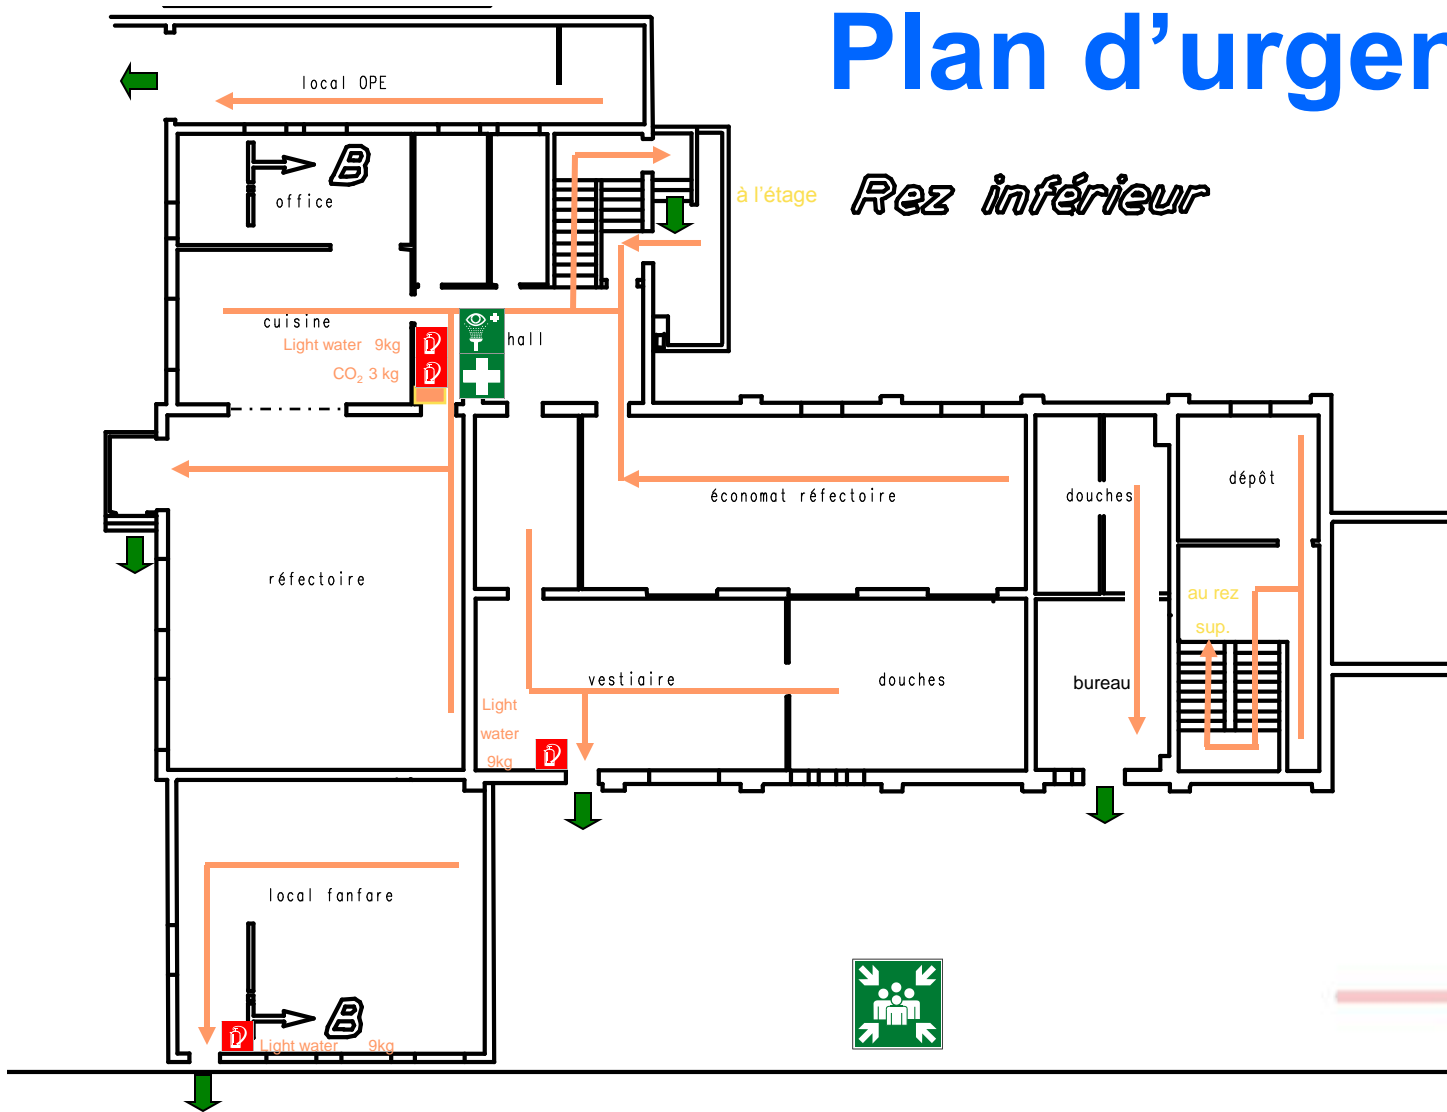 Plan d’urgen
local OPE
B
office
à l’étage
Rez inférieur
cuisine
hall
Light water 9kg
CO2 3 kg
économat réfectoire
douches
dépôt
réfectoire
au rez
sup.
vestiaire
douches
bureau
Light
water
9kg
local fanfare
B
Light water 9kg